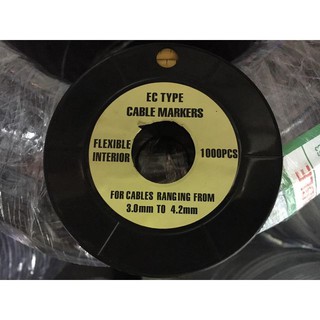 EC TYPE
CABLE MARKERS
FLEXIBLE
INTERIOR
1000PCS
FOR CABLES RANGING FROM
3.0mm TO 4.2mm